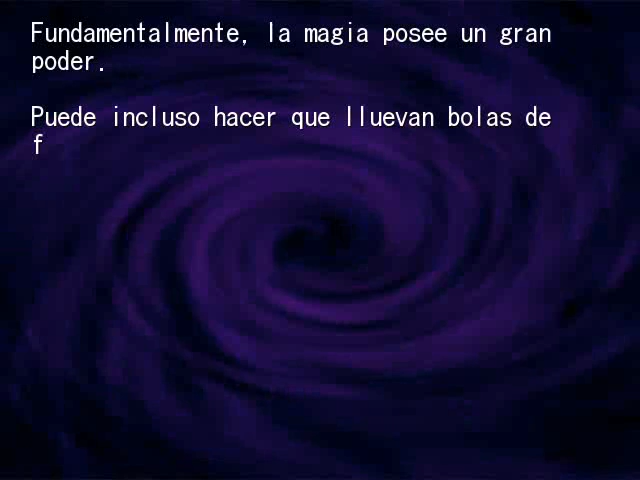 Fundamentalmente, la magia posee un gran
poder.
Puede incluso hacer que lluevan bolas de
f